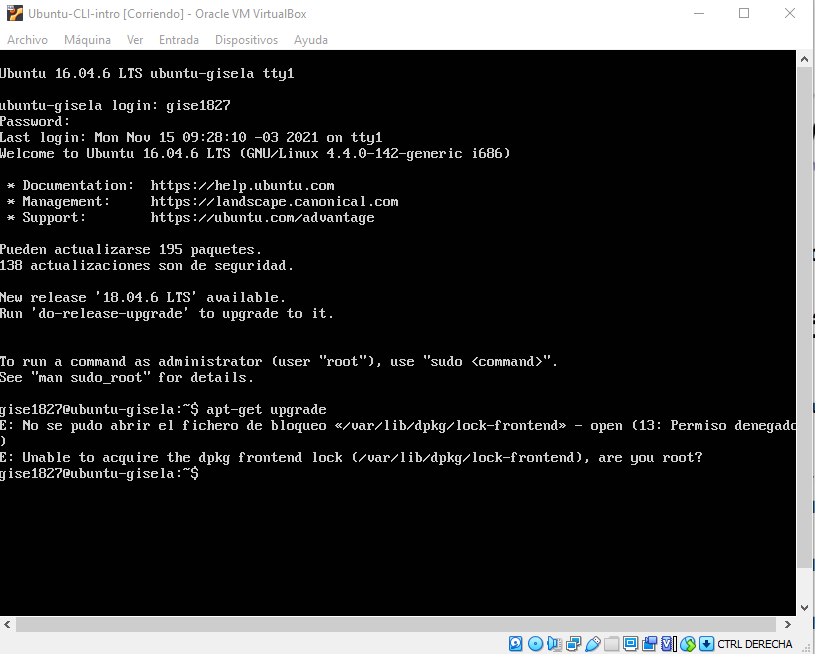 Ubuntu-CLI-intro [Corriendo] - Oracle VM VirtualBox
Archivo Máquina Ver Entrada Dispositivos Ayuda
Ubuntu 16.04.6 LTS ubuntu-gisela tty1
ubuntu-gisela login: gise1827
Password:
Last login: Mon Nov 15 09:28:10 -03 2021 on tty1
Welcome to Ubuntu 16.04.6 LTS (GNU/Linux 4.4.0-142-generic i686)
* Documentation: https://help.ubuntu.com
* Management: https://landscape.canonical.com
* Support: https://ubuntu.com/advantage
Pueden actualizarse 195 paquetes.
138 actualizaciones son de seguridad.
New release '18.04.6 LTS' available.
Run 'do-release-upgrade' to upgrade to it.
To run a command as administrator (user "root"), use "sudo <command>".
See "man sudo_root" for details.
gise1827@ubuntu-gisela:~$ apt-get upgrade
E: No se pudo abrir el fichero de bloqueo «/var/lib/dpkg/lock-frontend» - open (13: Permiso denegado
)
E: Unable to acquire the dpkg frontend lock (/var/lib/dpkg/lock-frontend), are you root?
gise1827@ubuntu-gisela:~$
CTRL DERECHA